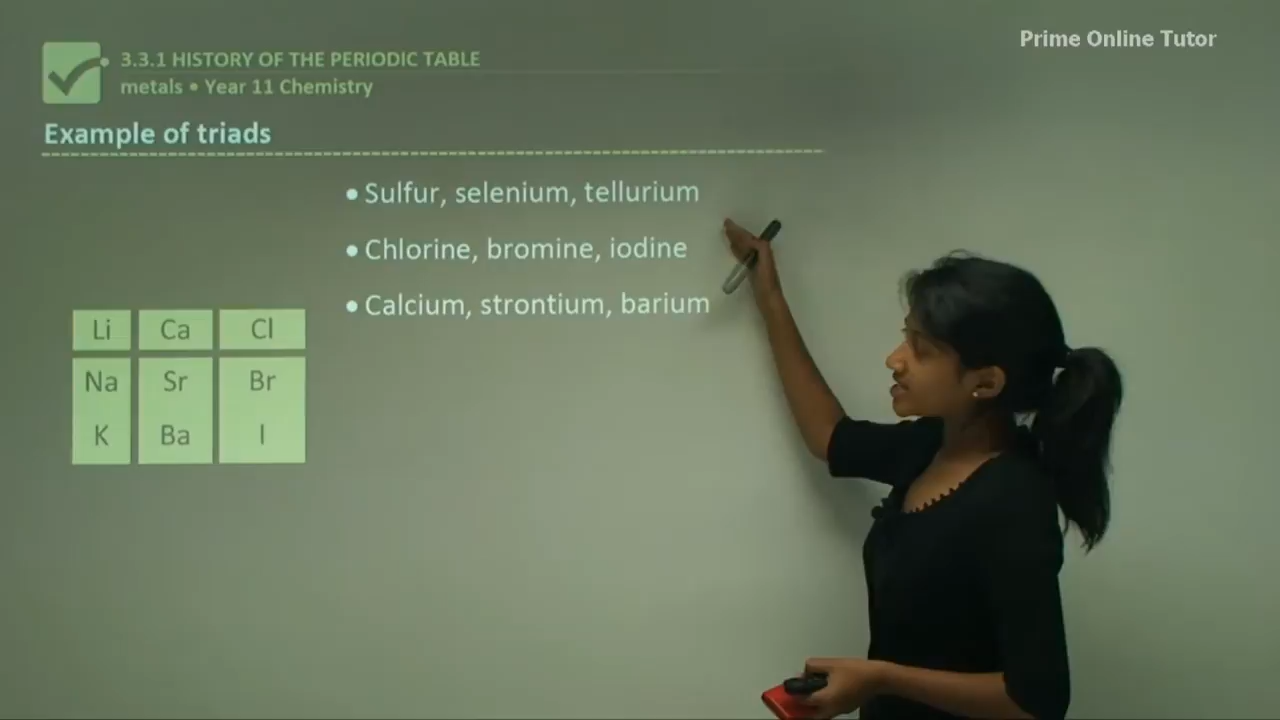 Prime Online Tutor
3.3.1 HISTORY OF THE PERIODIC TABLE
metals • Year 11 Chemistry
Example of triads
• Sulfur, selenium, tellurium
• Chlorine, bromine, iodine
• Calcium, strontium, barium
Li Ca Cl
Na Sr Br
K Ba I